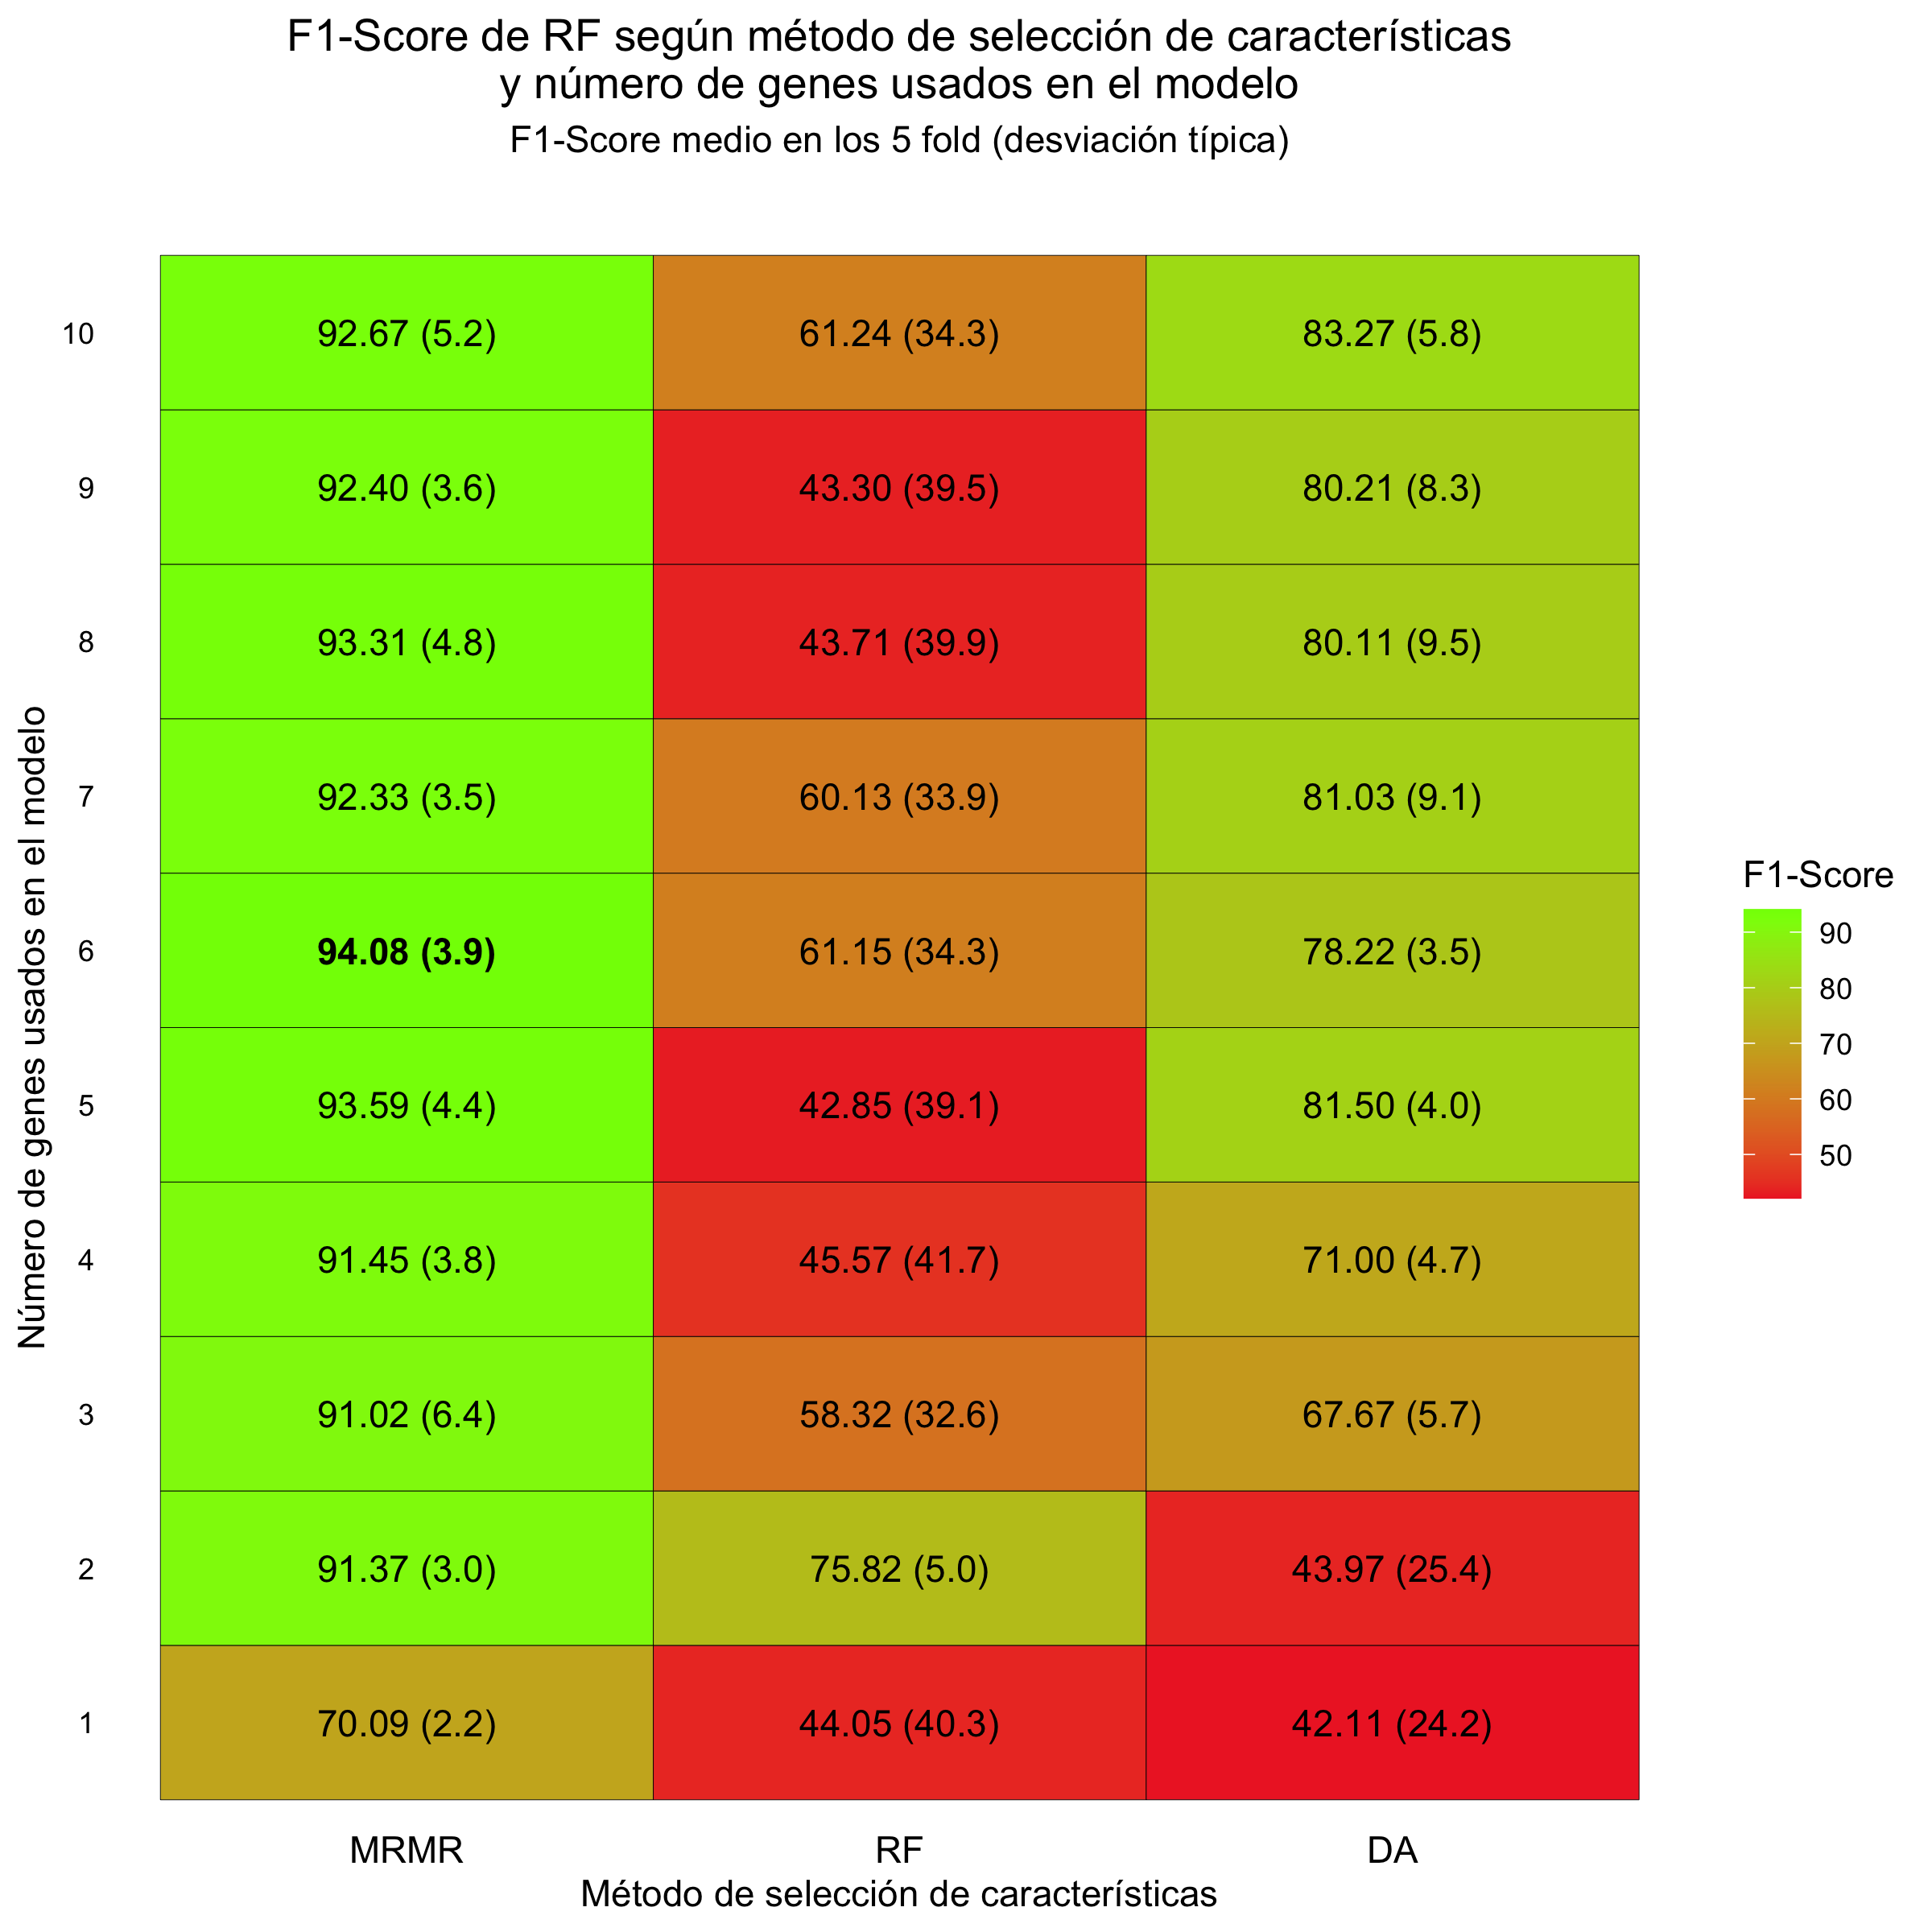 F1-Score de RF según método de selección de características
y número de genes usados en el modelo
F1-Score medio en los 5 fold (desviación típica)
Número de genes usados en el modelo
10 92.67 (5.2) 61.24 (34.3) 83.27 (5.8)
9 92.40 (3.6) 43.30 (39.5) 80.21 (8.3)
8 93.31 (4.8) 43.71 (39.9) 80.11 (9.5)
7 92.33 (3.5) 60.13 (33.9) 81.03 (9.1)
6 94.08 (3.9) 61.15 (34.3) 78.22 (3.5)
5 93.59 (4.4) 42.85 (39.1) 81.50 (4.0)
4 91.45 (3.8) 45.57 (41.7) 71.00 (4.7)
3 91.02 (6.4) 58.32 (32.6) 67.67 (5.7)
2 91.37 (3.0) 75.82 (5.0) 43.97 (25.4)
1 70.09 (2.2) 44.05 (40.3) 42.11 (24.2)
MRMR RF DA
Método de selección de características
F1-Score
90
80
70
60
50